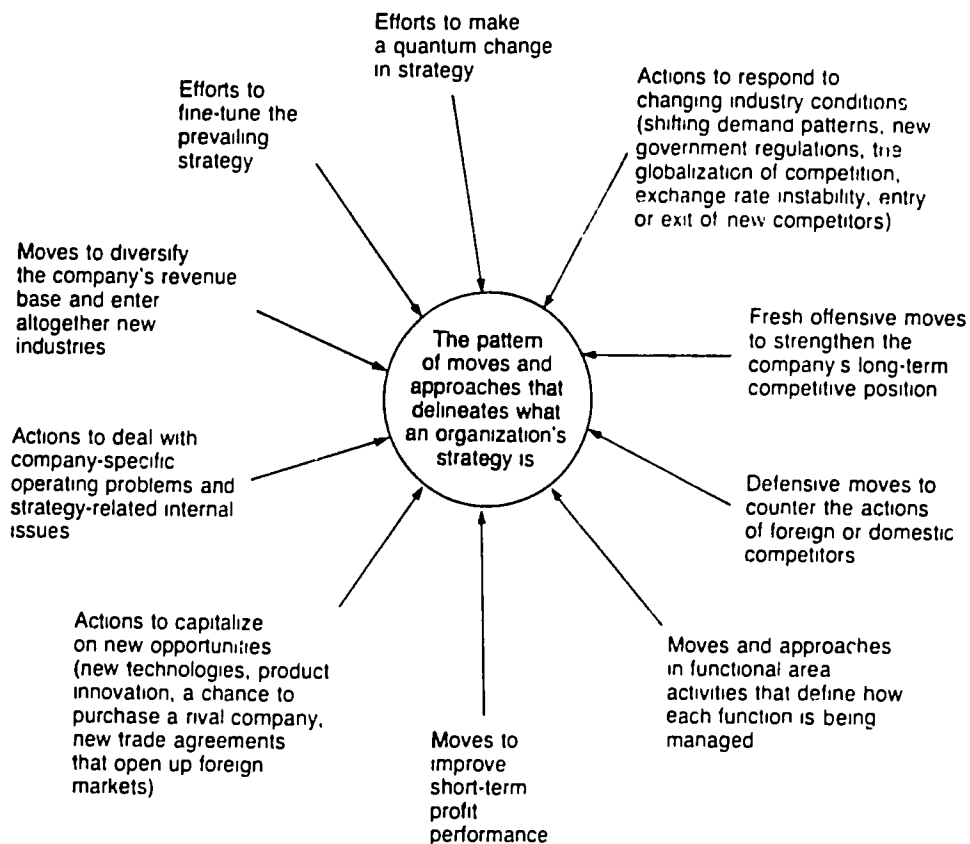 Efforts to make
a quantum change
in strategy
Actions to respond to
changing industry conditions
(shifting demand patterns, new
government regulations, the
globalization of competition,
exchange rate instability, entry
or exit of new competitors)
Efforts to
fine-tune the
prevailing
strategy
Moves to diversify
the company's revenue
base and enter
altogether new
industries
The pattern
of moves and
approaches that
delineates what
an organization's
strategy is
Fresh offensive moves
to strengthen the
company's long-term
competitive position
Actions to deal with
company-specific
operating problems and
strategy-related internal
issues
Defensive moves to
counter the actions
of foreign or domestic
competitors
Actions to capitalize
on new opportunities
(new technologies, product
innovation, a chance to
purchase a rival company,
new trade agreements
that open up foreign
markets)
Moves to
improve
short-term
profit
performance
Moves and approaches
in functional area
activities that define how
each function is being
managed